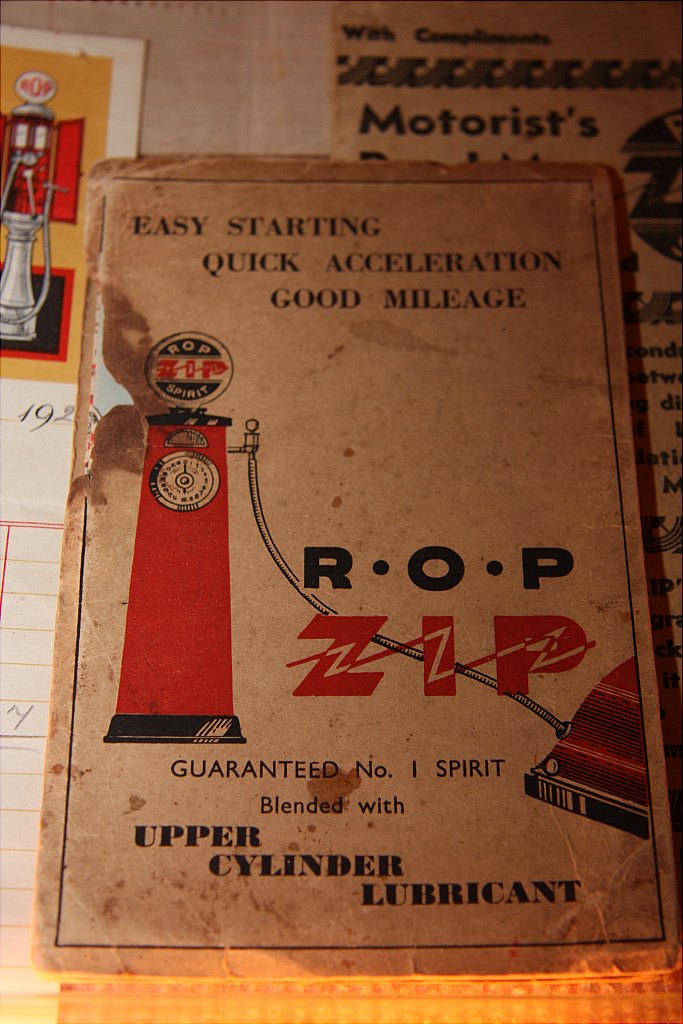 ROP
With Compliments
Motorist's
192
EASY STARTING
QUICK ACCELERATION
GOOD MILEAGE
ROP
ZIP
SPIRIT
R·O·P
ZIP
GUARANTEED No. 1 SPIRIT
Blended with
UPPER
CYLINDER
LUBRICANT